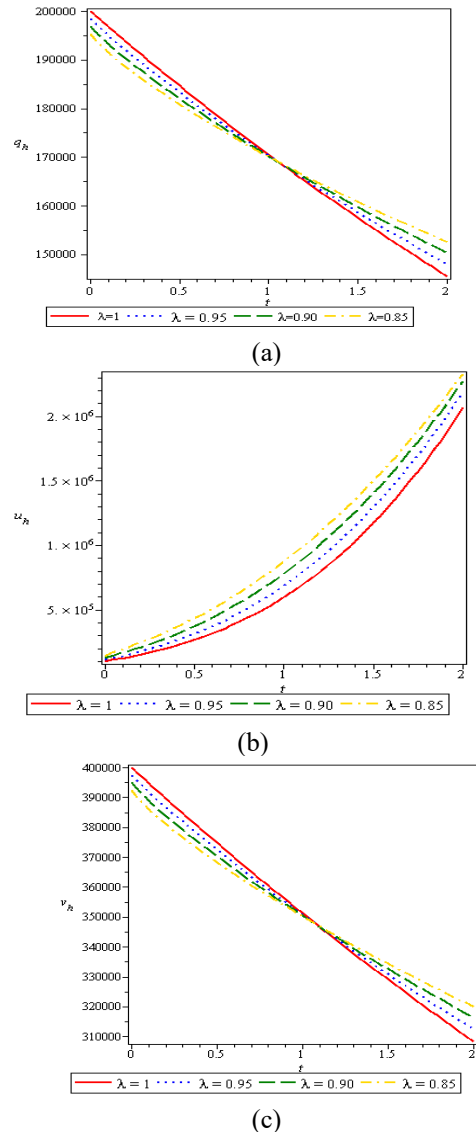 200000
190000
180000
q_h
170000
160000
150000
0 0.5 1 1.5 2
t
λ=1 λ = 0.95 λ=0.90 λ=0.85
(a)
2. × 10⁶
1.5 × 10⁶
u_h
1. × 10⁶
5. × 10⁵
0 0.5 1 1.5 2
t
λ = 1 λ = 0.95 λ = 0.90 λ = 0.85
(b)
400000
390000
380000
370000
360000
v_h
350000
340000
330000
320000
310000
0 0.5 1 1.5 2
t
λ = 1 λ = 0.95 λ = 0.90 λ = 0.85
(c)